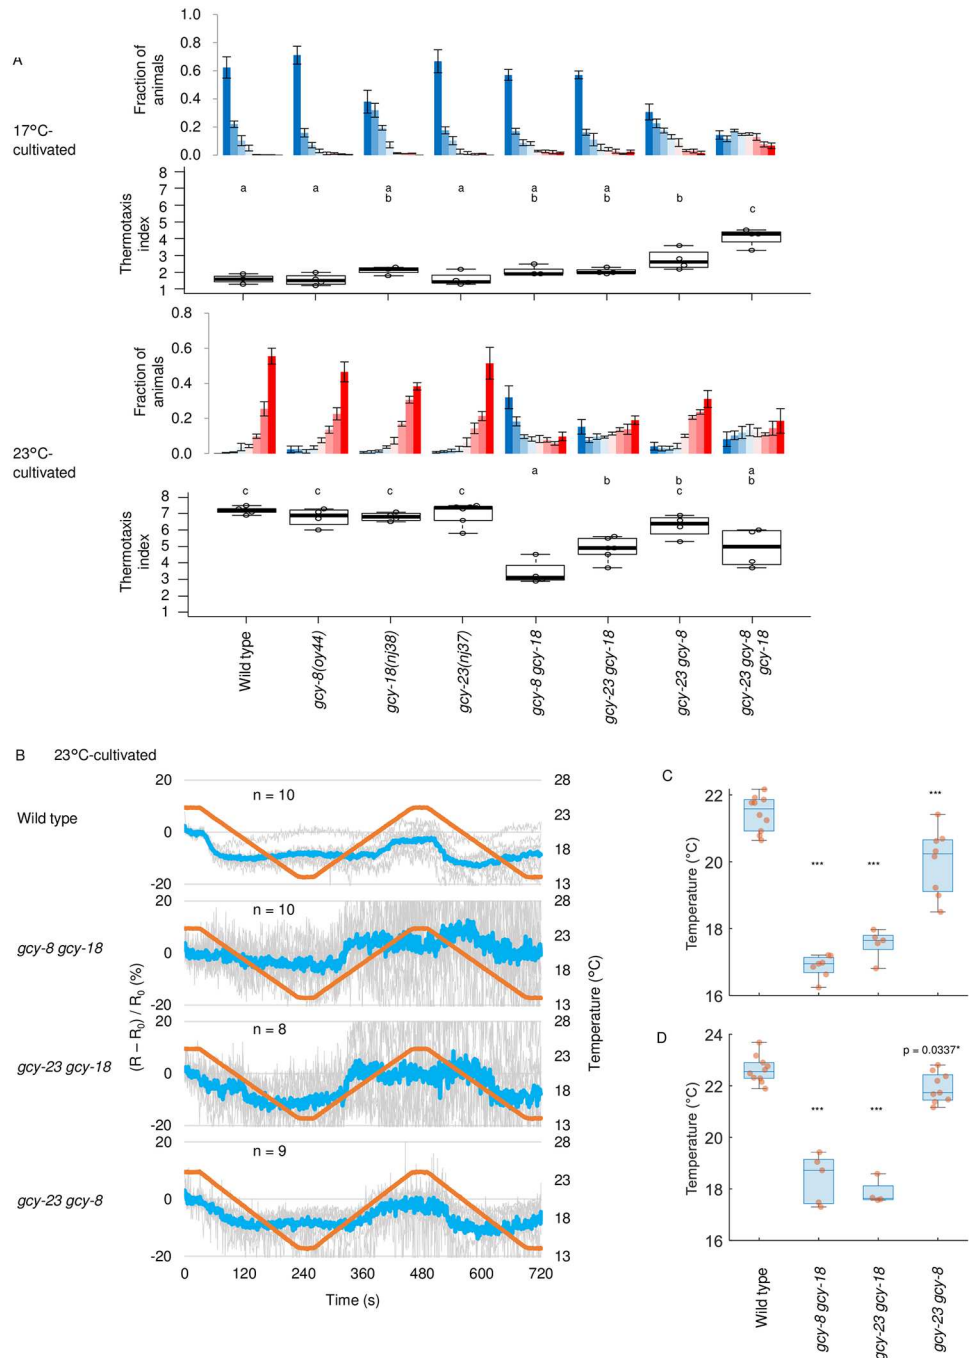 A
17°C-
cultivated
Fraction of
animals
1.0
0.8
0.6
0.4
0.2
0.0
Thermotaxis
index
8
7
6
5
4
3
2
1
a
a
a
b
a
a
b
a
b
b
c
23°C-
cultivated
Fraction of
animals
0.8
0.6
0.4
0.2
0.0
Thermotaxis
index
8
7
6
5
4
3
2
1
c
c
c
c
a
b
b
c
a
b
Wild type
gcy-8(oy44)
gcy-18(nj38)
gcy-23(nj37)
gcy-8 gcy-18
gcy-23 gcy-18
gcy-23 gcy-8
gcy-23 gcy-8
gcy-18
B 23°C-cultivated
Wild type
gcy-8 gcy-18
gcy-23 gcy-18
gcy-23 gcy-8
(R – R0) / R0 (%)
20
0
-20
n = 10
28
23
18
13
20
0
-20
n = 10
28
23
18
13
20
0
-20
n = 8
28
23
18
13
20
0
-20
n = 9
28
23
18
13
Temperature (°C)
0 120 240 360 480 600 720
Time (s)
C
Temperature (°C)
22
20
18
16
***
***
***
D
Temperature (°C)
24
22
20
18
16
***
***
p = 0.0337*
Wild type
gcy-8 gcy-18
gcy-23 gcy-18
gcy-23 gcy-8